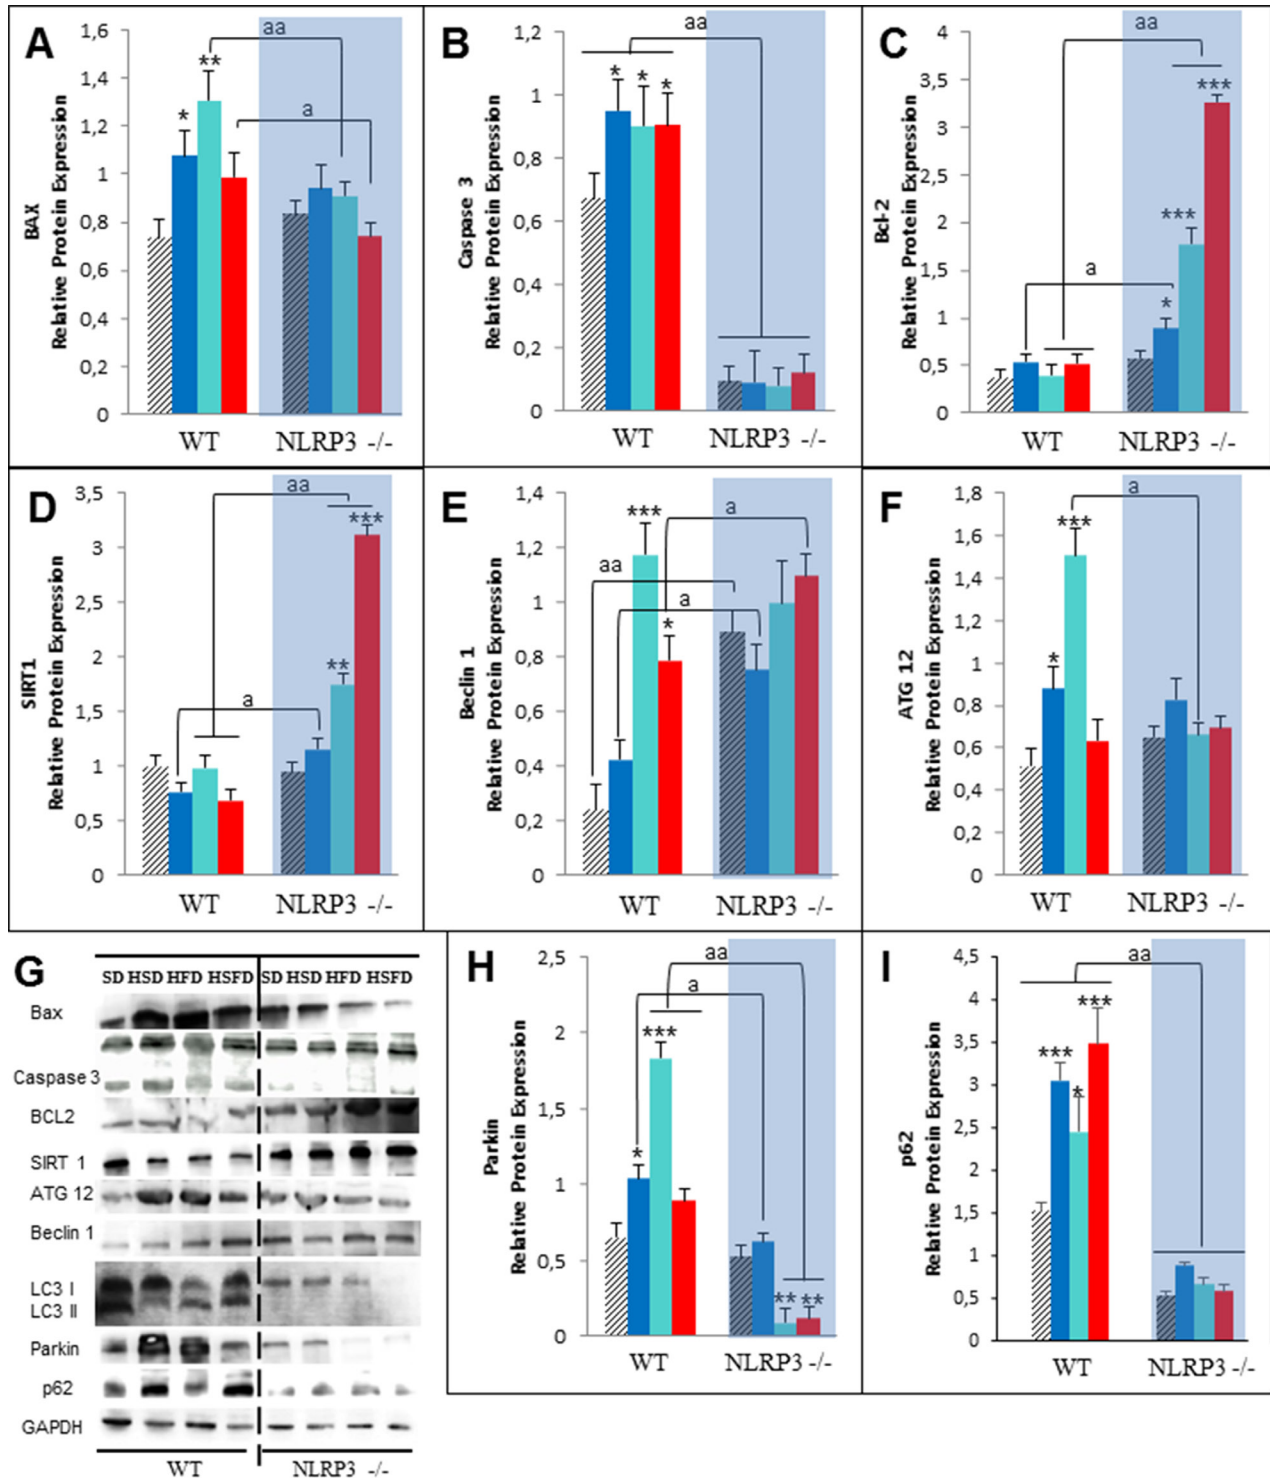 A
BAX
Relative Protein Expression
1,6
1,4
1,2
1
0,8
0,6
0,4
0,2
0
*
**
aa
a
WT NLRP3 -/-
B
Caspase 3
Relative Protein Expression
1,2
1
0,8
0,6
0,4
0,2
0
*
*
*
aa
WT NLRP3 -/-
C
Bcl-2
Relative Protein Expression
4
3,5
3
2,5
2
1,5
1
0,5
0
aa
a
*
***
***
WT NLRP3 -/-
D
SIRT1
Relative Protein Expression
3,5
3
2,5
2
1,5
1
0,5
0
aa
a
**
***
WT NLRP3 -/-
E
Beclin 1
Relative Protein Expression
1,4
1,2
1
0,8
0,6
0,4
0,2
0
***
*
a
aa
a
WT NLRP3 -/-
F
ATG 12
Relative Protein Expression
1,8
1,6
1,4
1,2
1
0,8
0,6
0,4
0,2
0
*
***
a
WT NLRP3 -/-
G
SD HSD HFD HSFD SD HSD HFD HSFD
Bax
Caspase 3
BCL2
SIRT 1
ATG 12
Beclin 1
LC3 I
LC3 II
Parkin
p62
GAPDH
WT NLRP3 -/-
H
Parkin
Relative Protein Expression
2,5
2
1,5
1
0,5
0
*
***
aa
a
** **
WT NLRP3 -/-
I
p62
Relative Protein Expression
4,5
4
3,5
3
2,5
2
1,5
1
0,5
0
***
*
***
aa
WT NLRP3 -/-